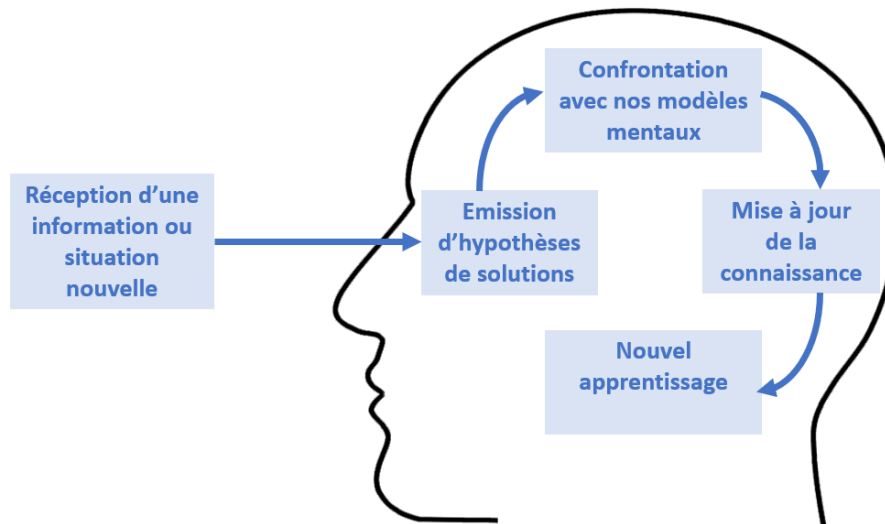 Réception d'une
information ou
situation
nouvelle
Emission
d'hypothèses
de solutions
Confrontation
avec nos modèles
mentaux
Mise à jour
de la
connaissance
Nouvel
apprentissage